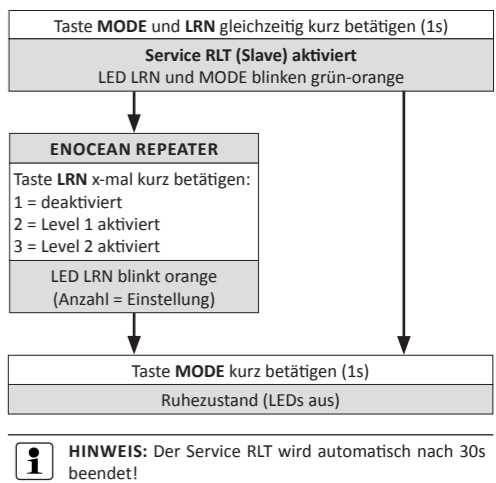 Taste MODE und LRN gleichzeitig kurz betätigen (1s)
Service RLT (Slave) aktiviert
LED LRN und MODE blinken grün-orange
ENOCEAN REPEATER
Taste LRN x-mal kurz betätigen:
1 = deaktiviert
2 = Level 1 aktiviert
3 = Level 2 aktiviert
LED LRN blinkt orange
(Anzahl = Einstellung)
Taste MODE kurz betätigen (1s)
Ruhezustand (LEDs aus)
HINWEIS: Der Service RLT wird automatisch nach 30s
beendet!